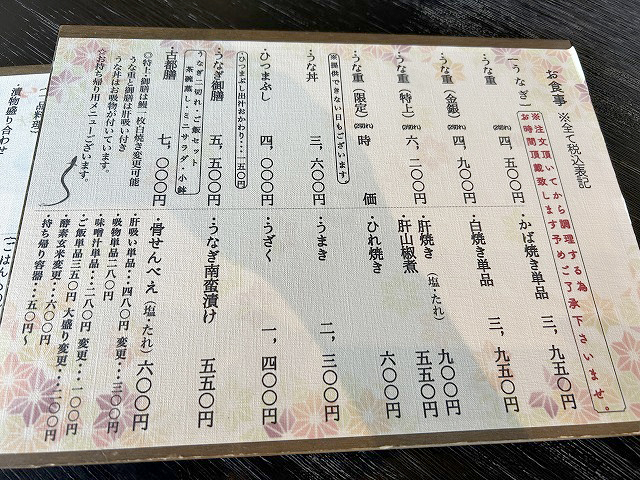 お食事 ※全て税込表記
※注文頂いてから調理する為
お時間頂戴致します予めご了承下さいませ。
うなぎ
・うな重 四、五〇〇円
・うな重(金銀) 四、九〇〇円
・うな重(特上) 六、二〇〇円
・うな重(限定) 時価
※提供できない日もございます
・うな丼 三、六〇〇円
・ひつまぶし 四、〇〇〇円
・ひつまぶし出汁おかわり・・・一五〇円
・うなぎ御膳 五、五〇〇円
うなぎ一切れ・ご飯セット
茶碗蒸し・ミニサラダ・小鉢
・古都膳 七、〇〇〇円
◎特上・御膳は鰻一枚白焼き変更可能
うな重と御膳は肝吸い付き
うな丼はお吸物が付いています。
☆お持ち帰り用メニューございます。
・かば焼き単品 三、九五〇円
・白焼き単品 三、九五〇円
・肝焼き(塩・たれ) 九〇〇円
・肝山椒煮 五五〇円
・ひれ焼き 六〇〇円
・うまき 二、三〇〇円
・うざく 一、四〇〇円
・うなぎ南蛮漬け 五五〇円
・骨せんべえ(塩・たれ) 六〇〇円
・肝吸い単品・・四八〇円 変更・・・三〇〇円
・吸物単品二八〇円
・味噌汁単品・・二八〇円 変更・・・一〇〇円
・ご飯単品三五〇円 大盛り変更・・・二〇〇円
・酵素玄米変更・・・六〇〇円
・持ち帰り容器・・・五〇円〜
(一品料理)
・漬物盛り合わせ
(ごはん